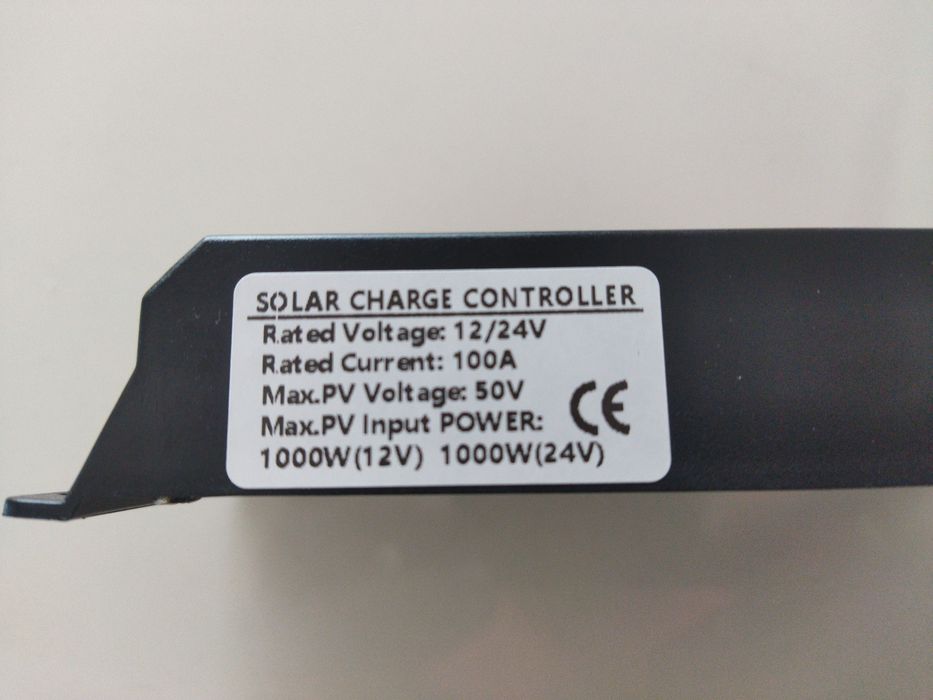 SOLAR CHARGE CONTROLLER
Rated Voltage: 12/24V
Rated Current: 100A
Max.PV Voltage: 50V
Max.PV Input POWER:
CE
1000W(12V) 1000W(24V)